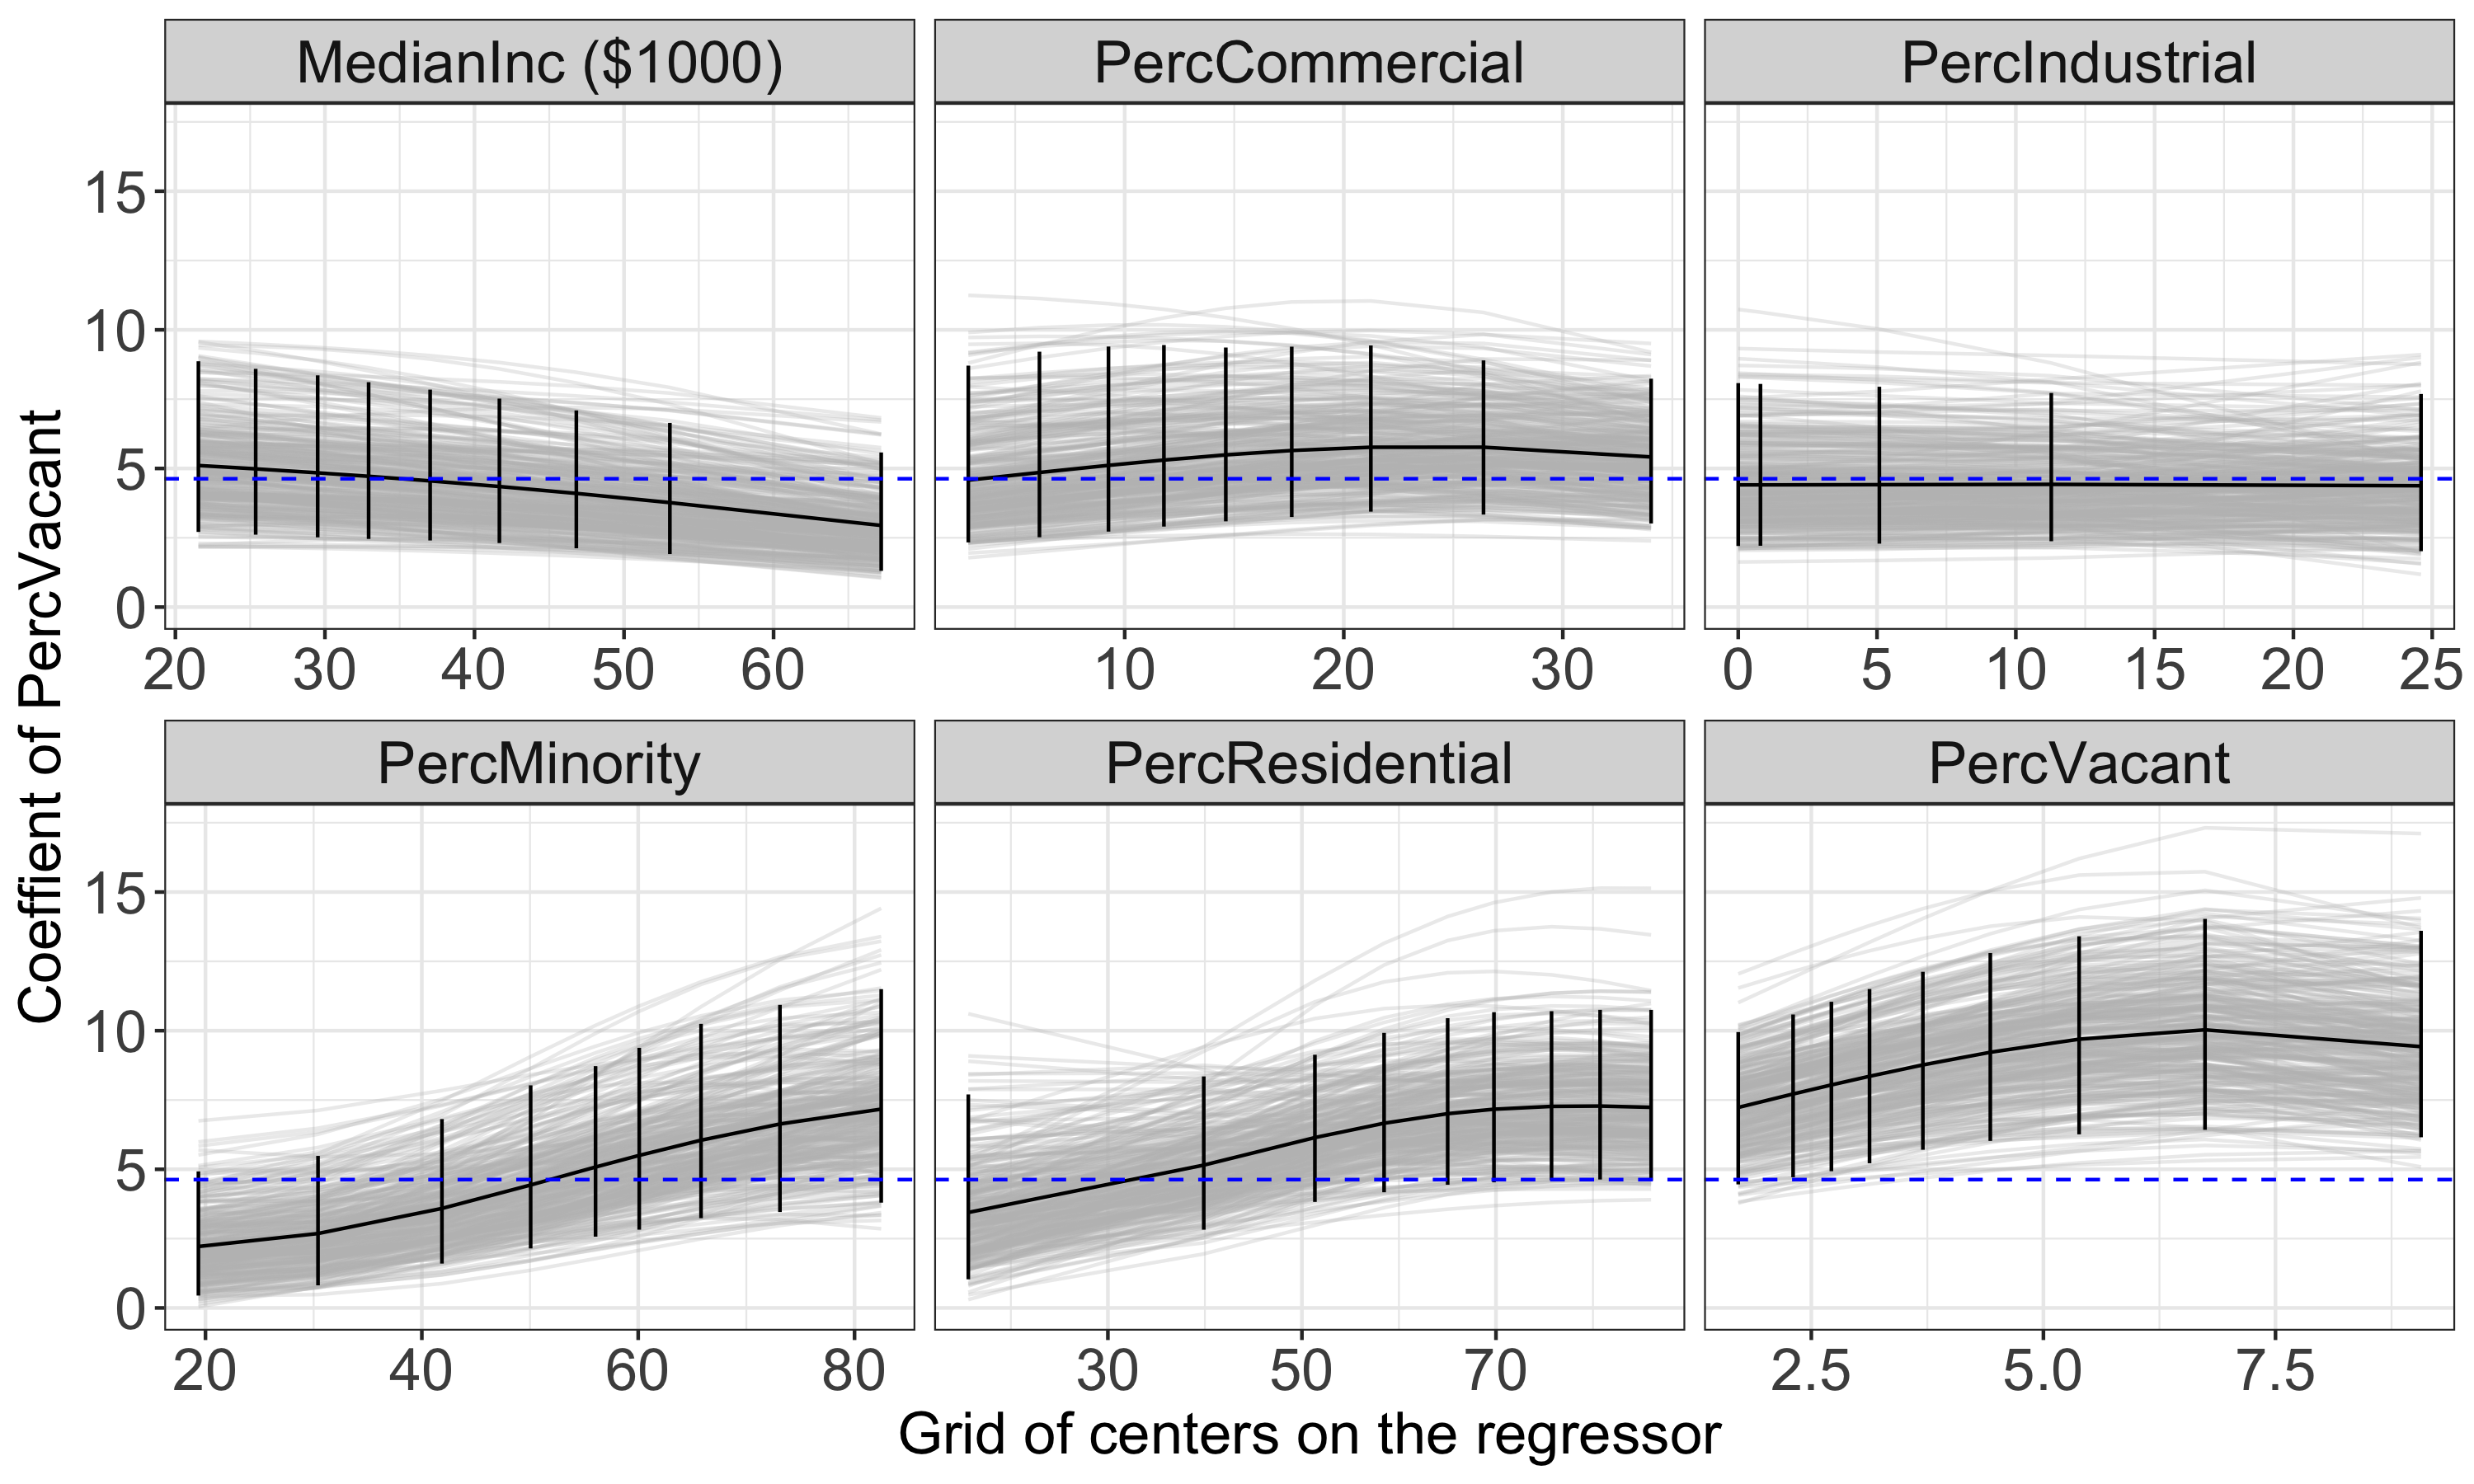 MedianInc ($1000) PercCommercial PercIndustrial
15
10
5
0
20 30 40 50 60 10 20 30 0 5 10 15 20 25
Coeffient of PercVacant
PercMinority PercResidential PercVacant
15
10
5
0
20 40 60 80 30 50 70 2.5 5.0 7.5
Grid of centers on the regressor